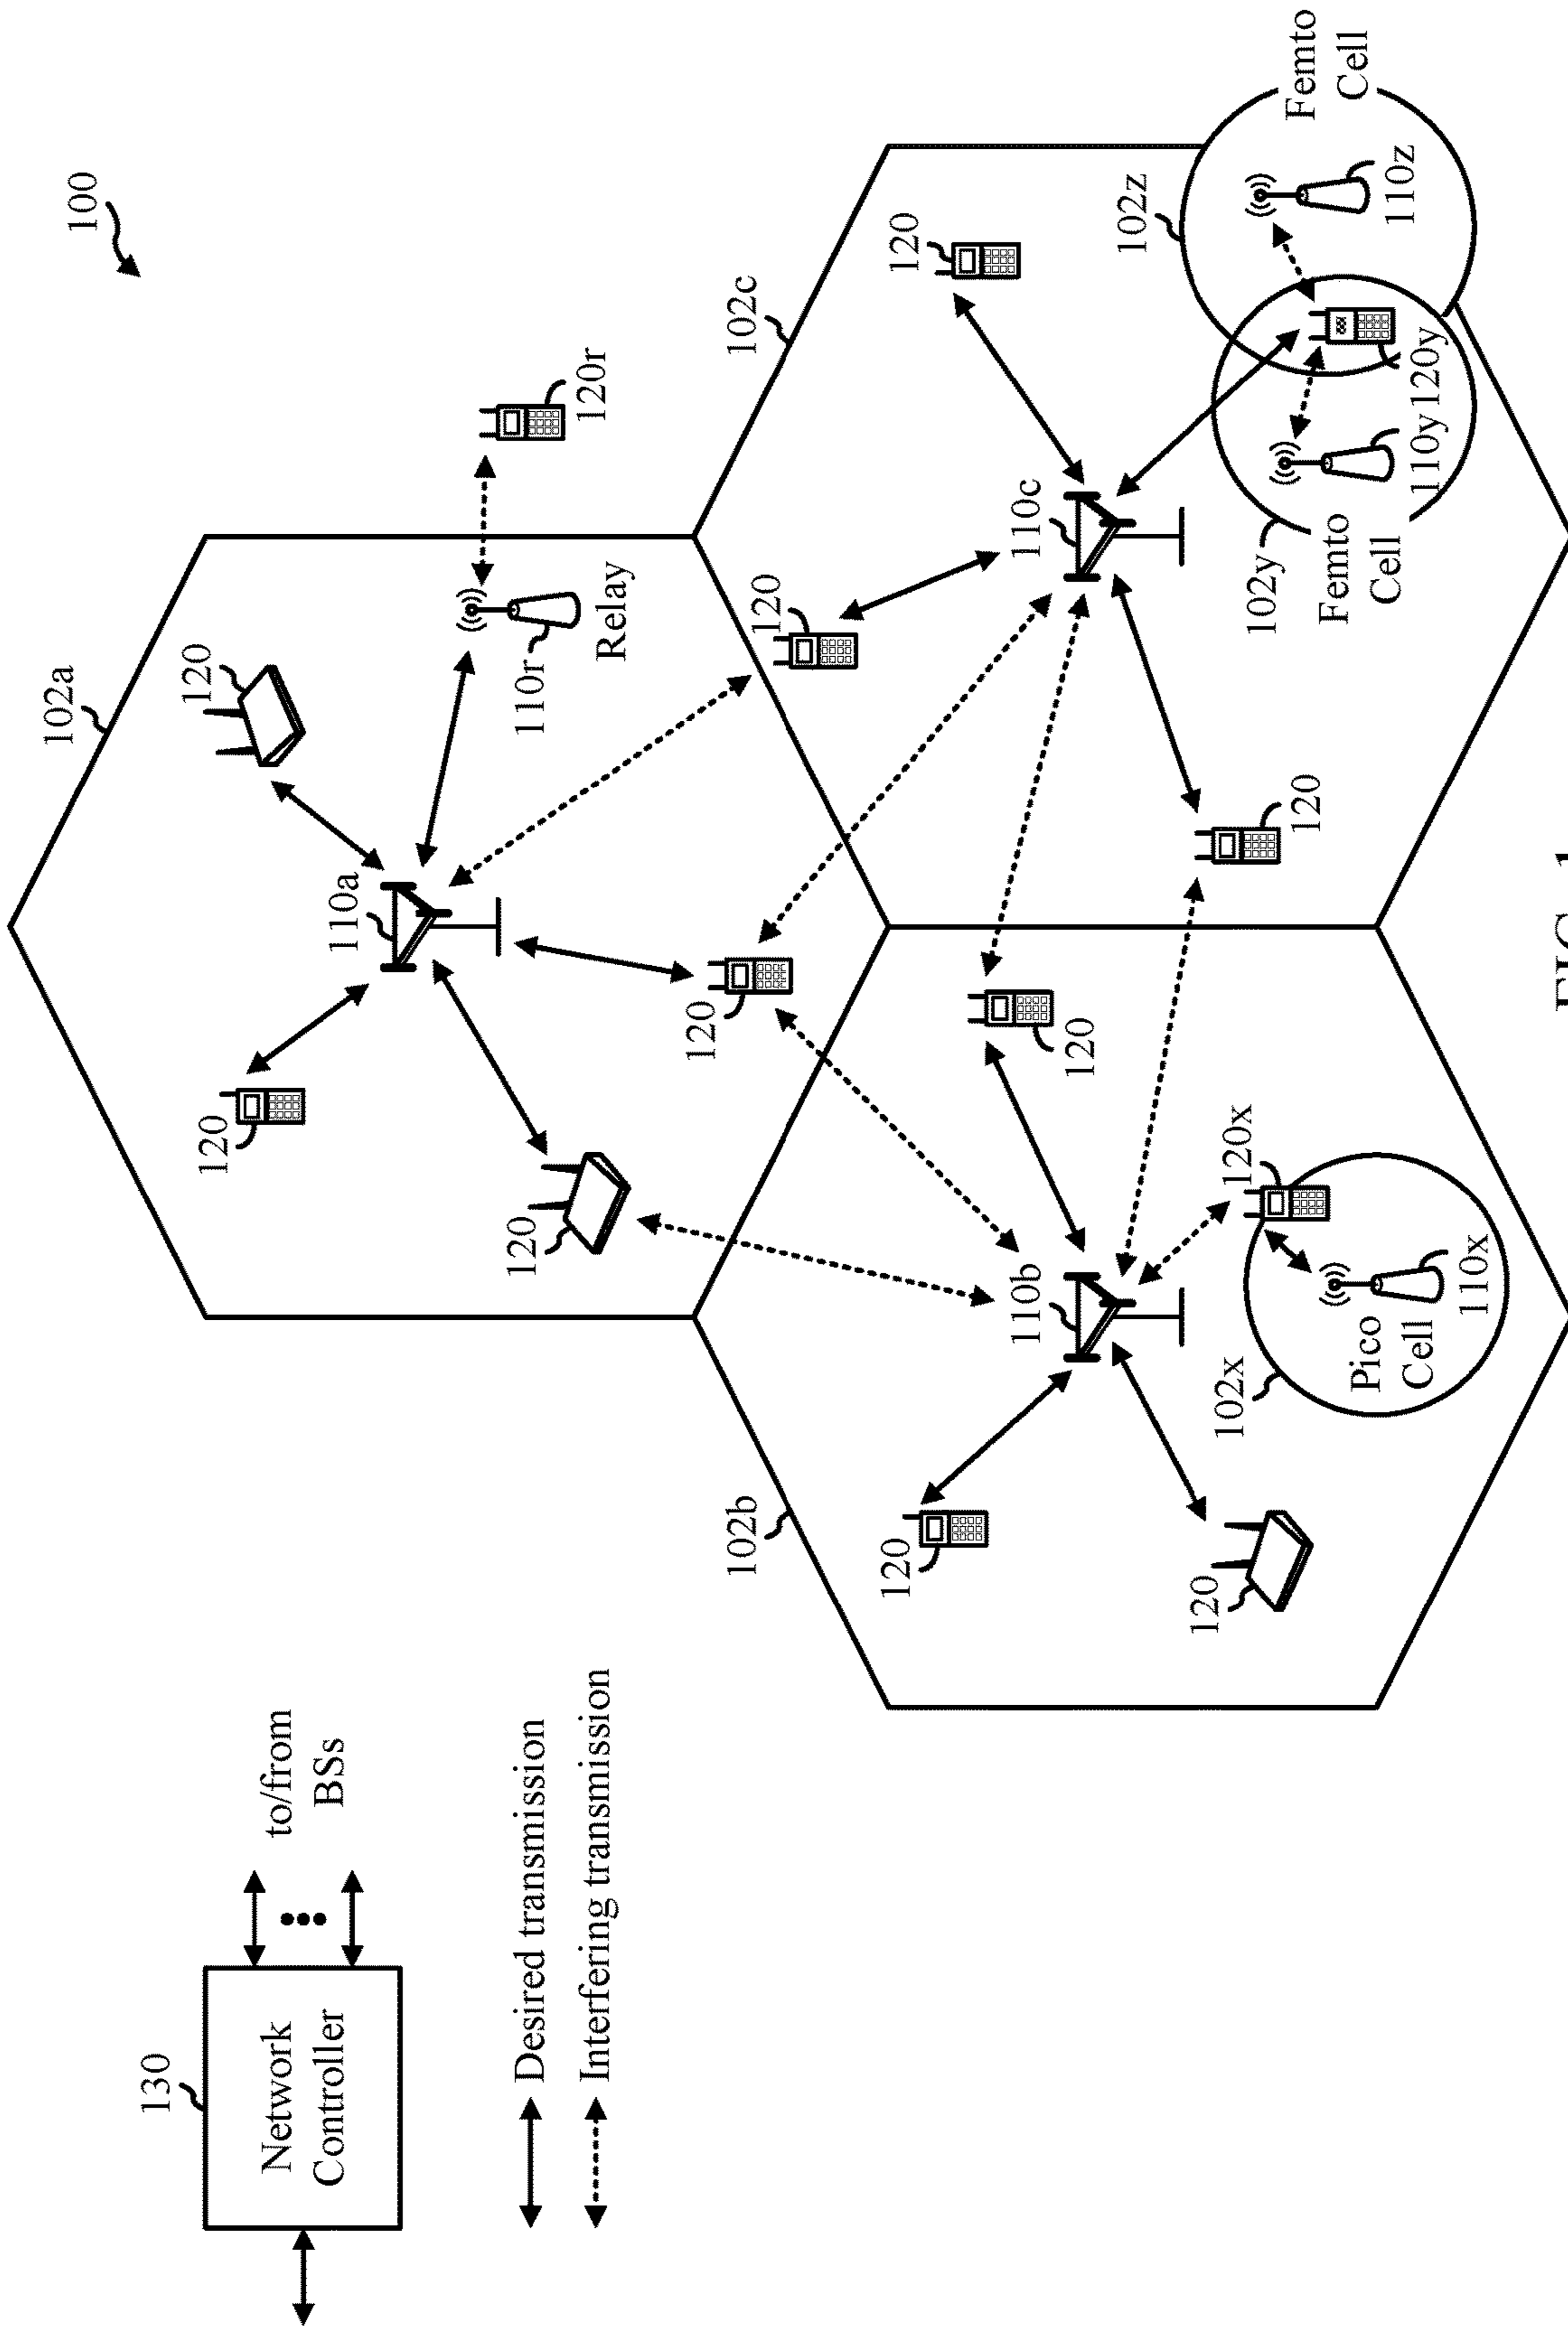 100
130
Network
Controller
to/from
BSs
Desired transmission
Interfering transmission
102a
110a
120
120
120
120
110r
Relay
120r
102b
110b
120
120
120
120x
102x
Pico
Cell
110x
102c
110c
120
120
120
102y
Femto
Cell
110y
120y
102z
110z
Femto
Cell
FIG. 1